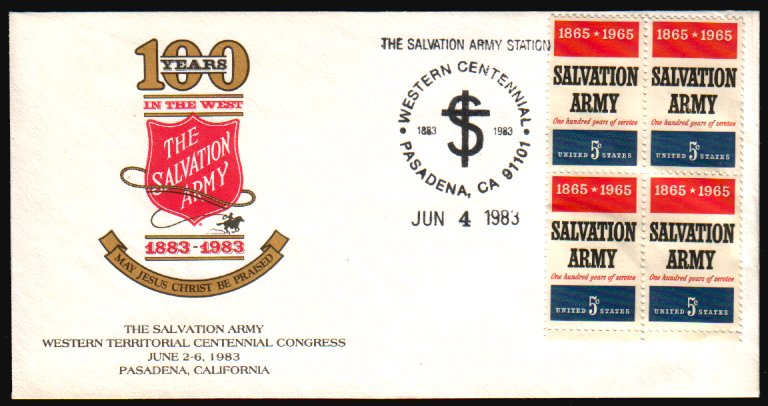 100
YEARS
IN THE WEST
THE
SALVATION
ARMY
1883-1983
MAY JESUS CHRIST BE PRAISED
THE SALVATION ARMY
WESTERN TERRITORIAL CENTENNIAL CONGRESS
JUNE 2-6, 1983
PASADENA, CALIFORNIA
THE SALVATION ARMY STATION
• WESTERN CENTENNIAL •
1883 1983
PASADENA, CA 91101
JUN 4 1983
1865 ★ 1965
SALVATION
ARMY
One hundred years of service
UNITED 5c STATES
1865 ★ 1965
SALVATION
ARMY
One hundred years of service
UNITED 5c STATES
1865 ★ 1965
SALVATION
ARMY
One hundred years of service
UNITED 5c STATES
1865 ★ 1965
SALVATION
ARMY
One hundred years of service
UNITED 5c STATES